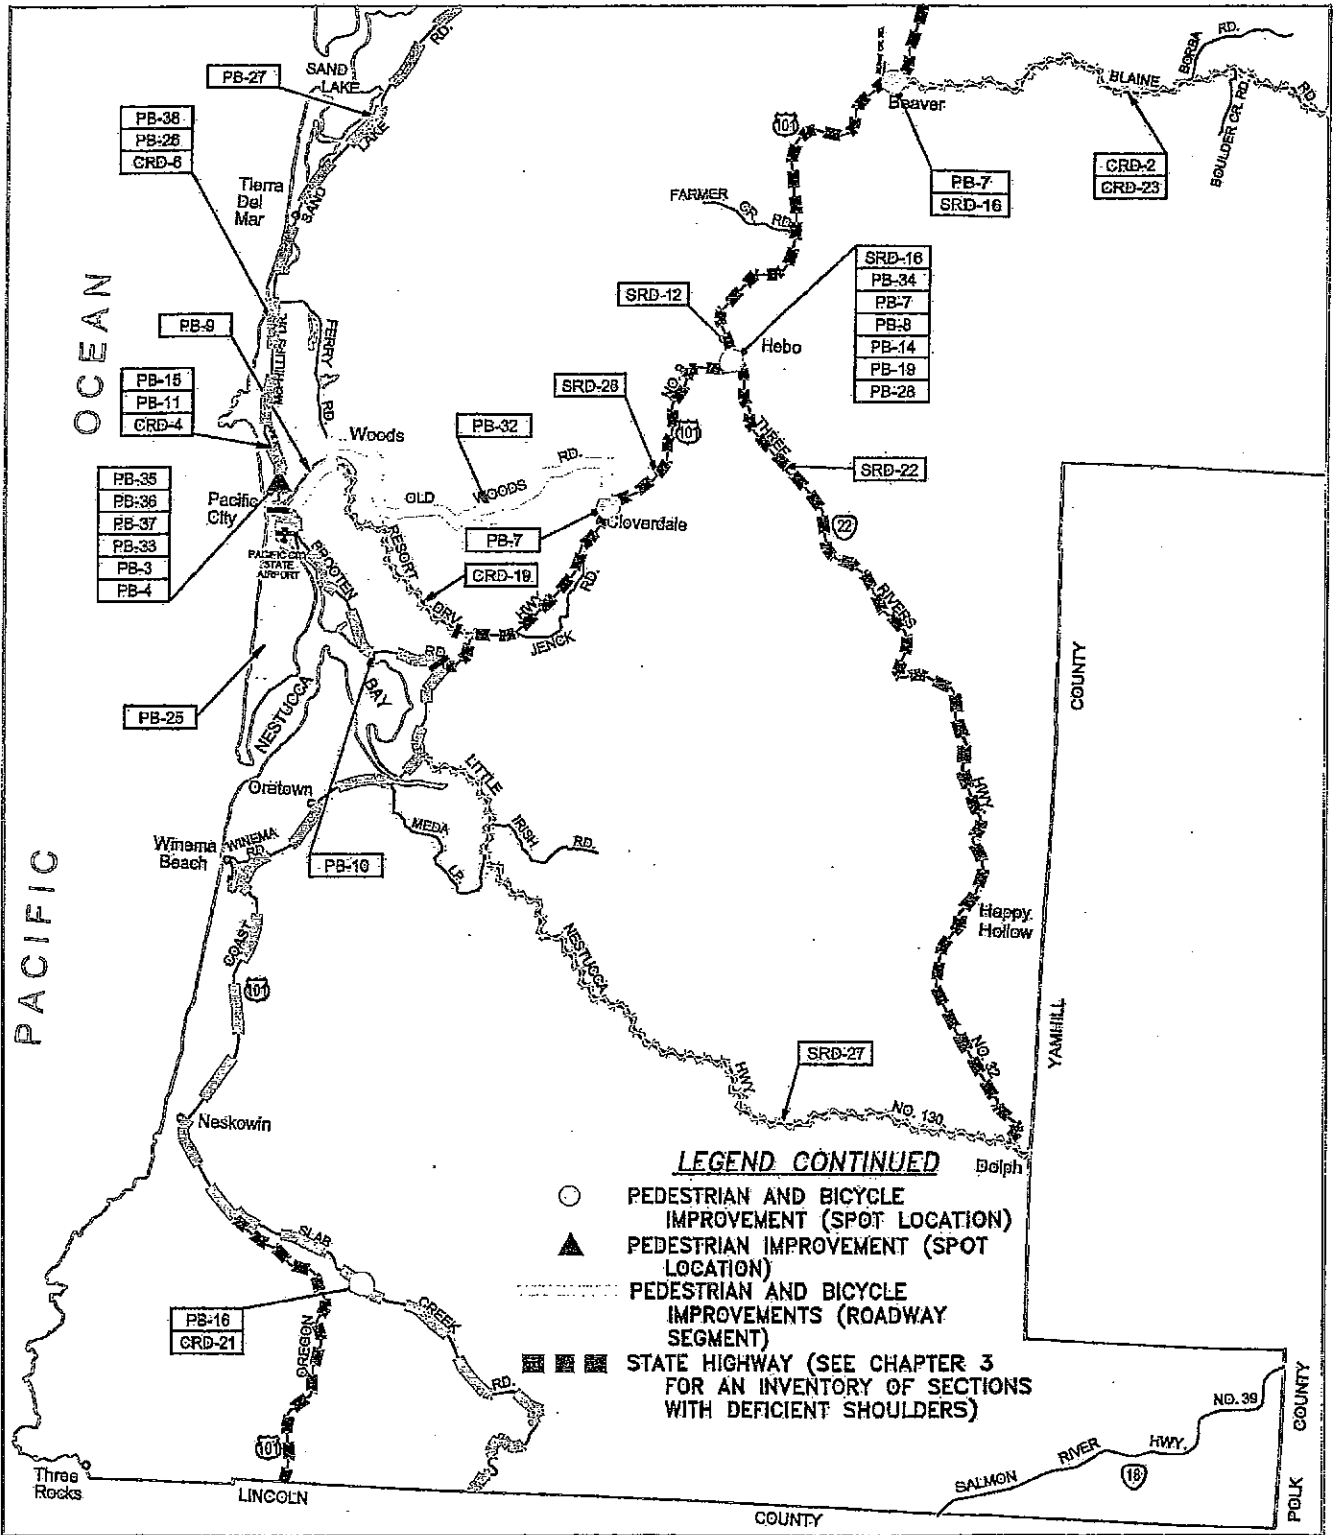 RD.
SAND
LAKE
PB-27
LAKE
SAND
PB-38
PB-26
CRD-6
Tierra
Del
Mar
Beaver
101
BLAINE
RD
BORBA
RD.
BOULDER CR. RD.
CRD-2
CRD-23
PB-7
SRD-16
FARMER
CR.
RD.
SRD-12
Hebo
SRD-16
PB-34
PB-7
PB-8
PB-14
PB-19
PB-28
OCEAN
PB-9
McPHILLIPS DR.
FERRY
RD.
PB-15
PB-11
CRD-4
Woods
PB-32
OLD
WOODS
RD.
SRD-28
NO. 9
101
Cloverdale
PB-7
THREE
SRD-22
22
RIVERS
HWY.
NO. 32
PB-35
PB-36
PB-37
PB-33
PB-3
PB-4
Pacific
City
PACIFIC CITY
STATE
AIRPORT
BROOTEN
RD.
RESORT
DRV
CRD-19
HWY
JENCK
RD.
PB-25
NESTUCCA
BAY
Oretown
Winema
Beach
WINEMA
RD.
PB-10
MEDA
LP.
LITTLE
IRISH
RD.
NESTUCCA
HWY.
NO. 130
SRD-27
Happy
Hollow
Dolph
COUNTY
YAMHILL
PACIFIC
COAST
101
Neskowin
SLAB
CREEK
RD.
PB-16
CRD-21
OREGON
101
Three
Rocks
LINCOLN
COUNTY
LEGEND CONTINUED
PEDESTRIAN AND BICYCLE
IMPROVEMENT (SPOT LOCATION)
PEDESTRIAN IMPROVEMENT (SPOT
LOCATION)
PEDESTRIAN AND BICYCLE
IMPROVEMENTS (ROADWAY
SEGMENT)
STATE HIGHWAY (SEE CHAPTER 3
FOR AN INVENTORY OF SECTIONS
WITH DEFICIENT SHOULDERS)
SALMON
RIVER
HWY.
NO. 39
18
POLK
COUNTY